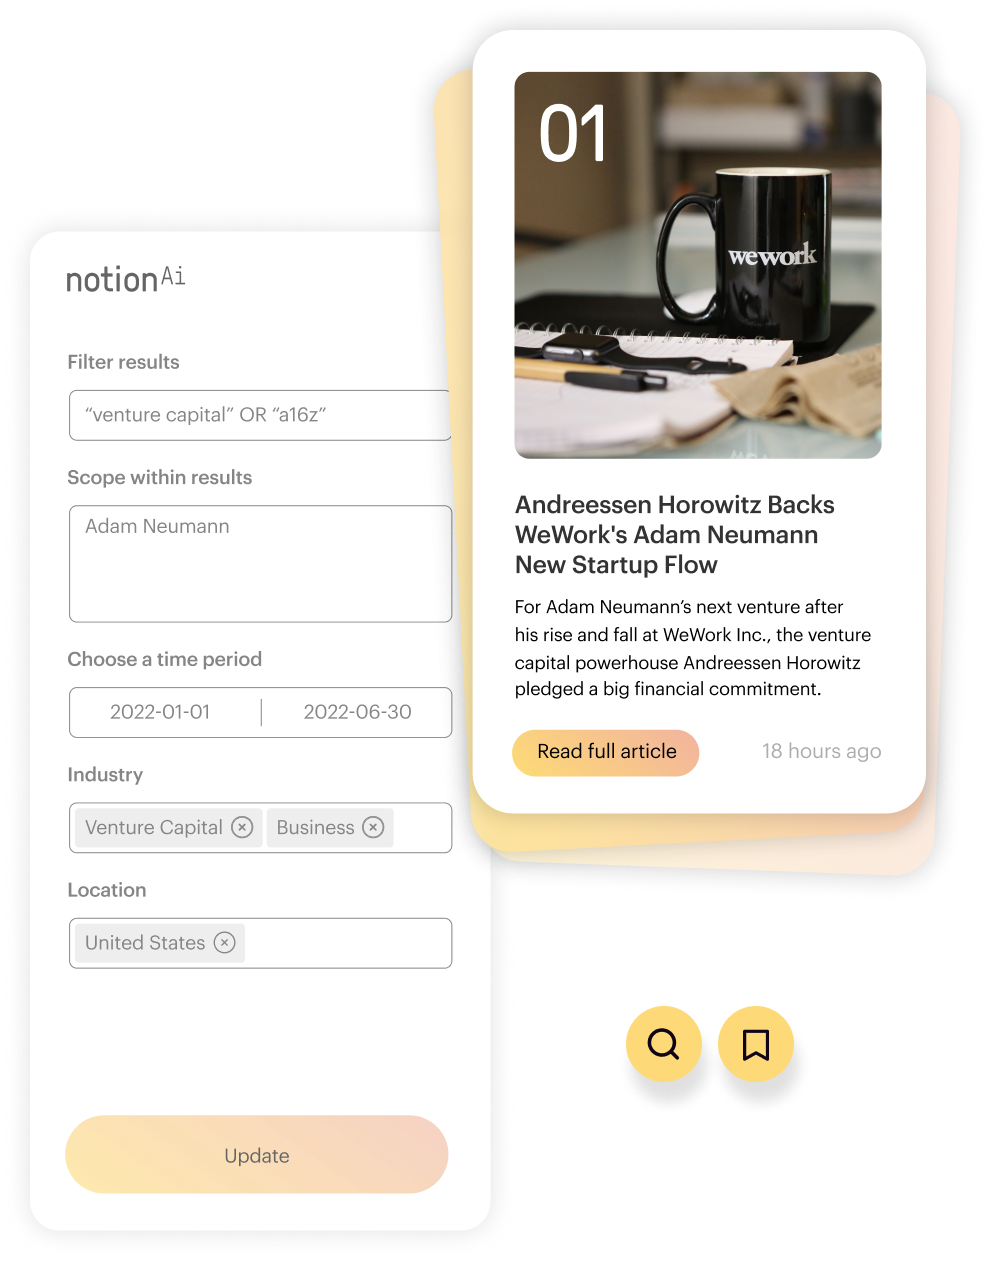 notionAi
Filter results
“venture capital” OR “a16z”
Scope within results
Adam Neumann
Choose a time period
2022-01-01 | 2022-06-30
Industry
Venture Capital Business
Location
United States
Update
01
wework
Andreessen Horowitz Backs
WeWork's Adam Neumann
New Startup Flow
For Adam Neumann’s next venture after
his rise and fall at WeWork Inc., the venture
capital powerhouse Andreessen Horowitz
pledged a big financial commitment.
Read full article
18 hours ago